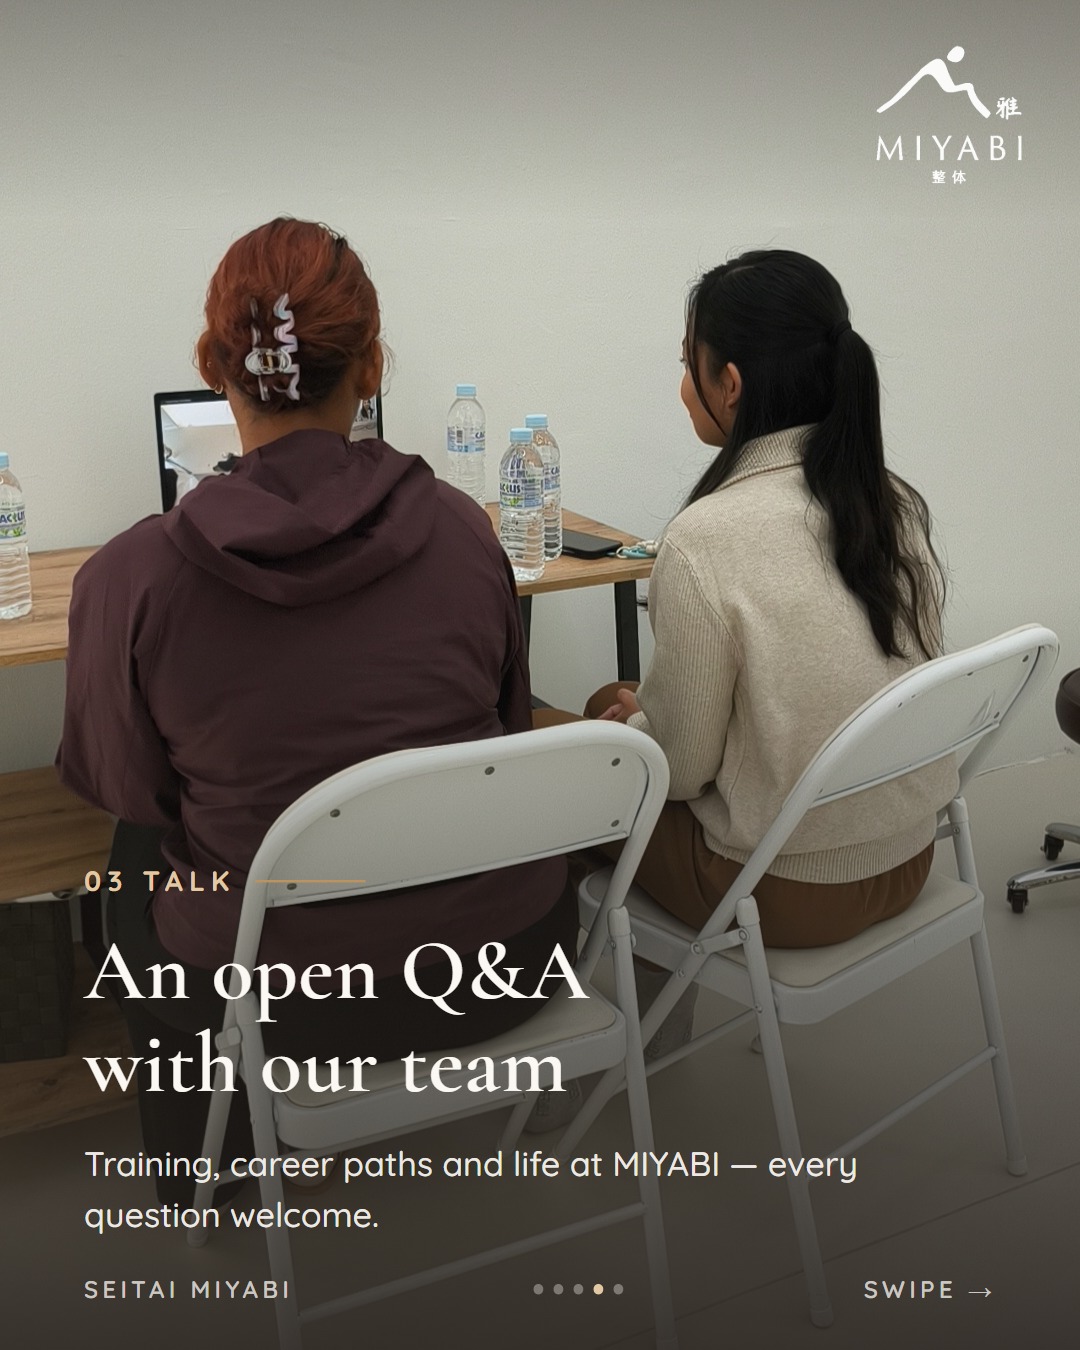 雅
MIYABI
整体
03 TALK
An open Q&A
with our team
Training, career paths and life at MIYABI — every
question welcome.
SEITAI MIYABI
SWIPE →